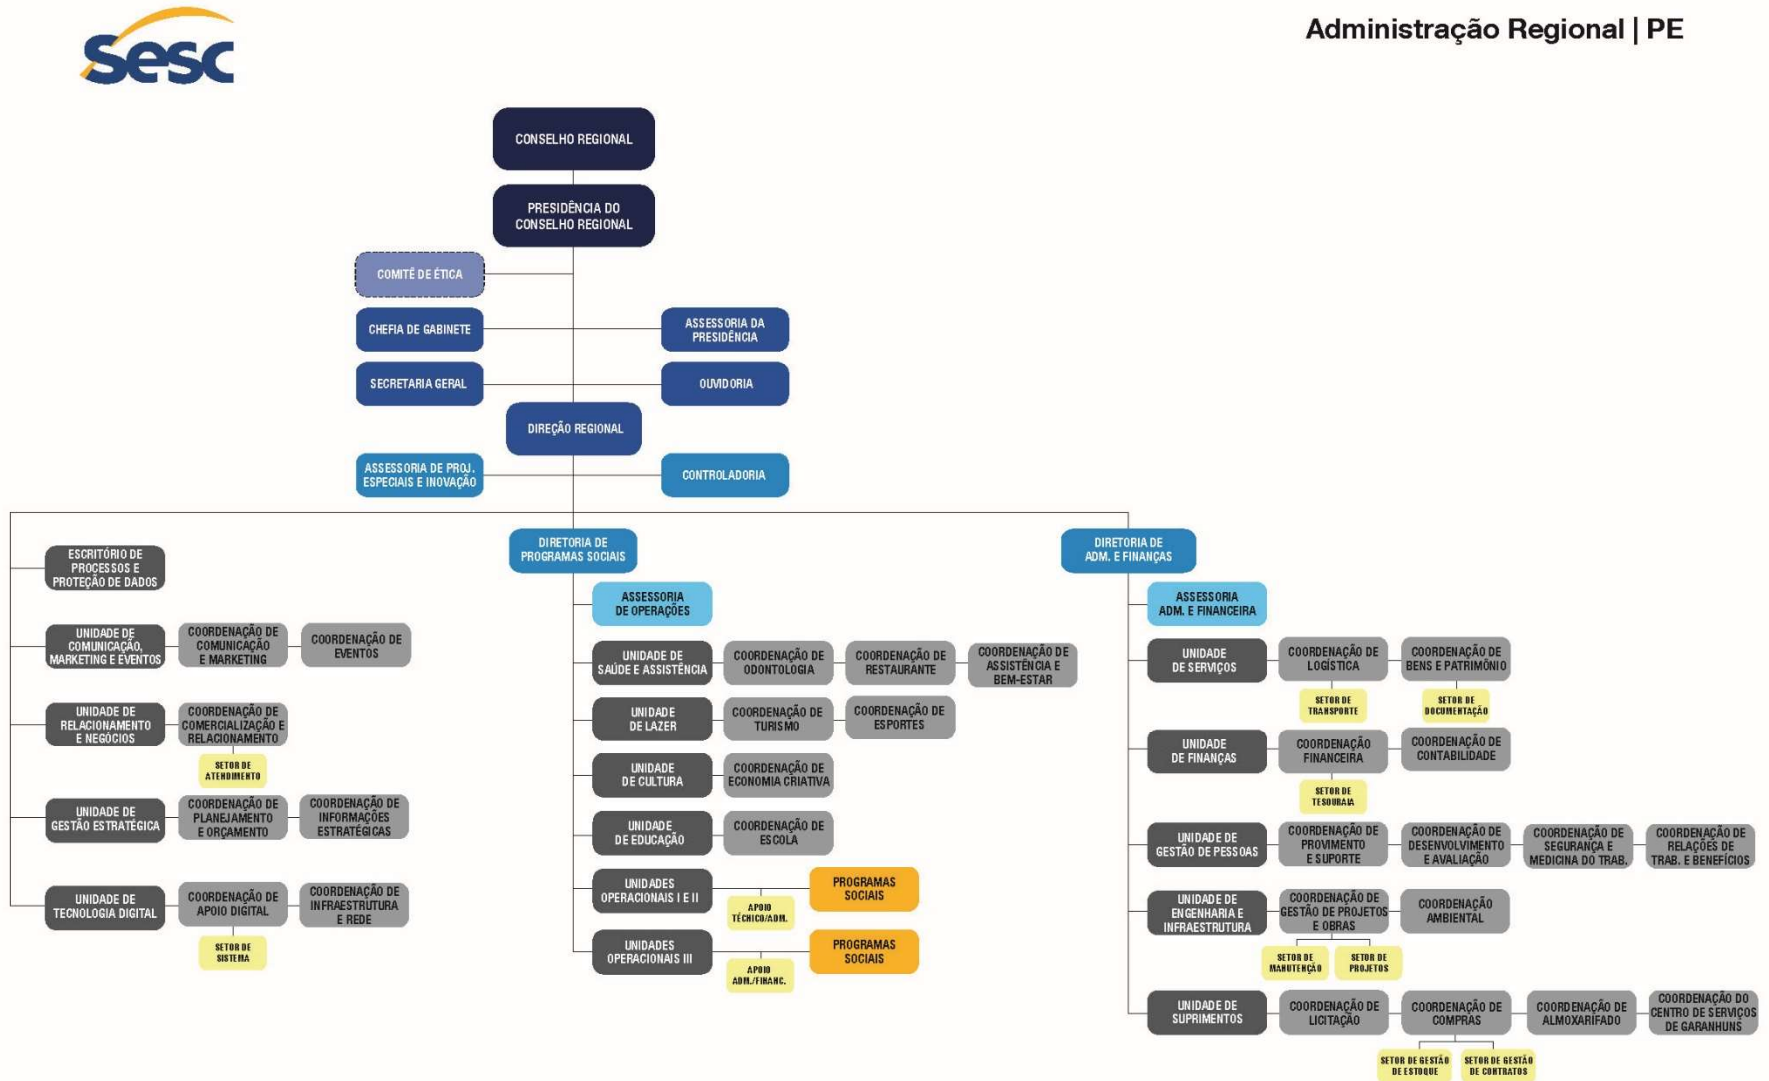 Sesc
Administração Regional | PE
CONSELHO REGIONAL
PRESIDÊNCIA DO
CONSELHO REGIONAL
COMITÊ DE ÉTICA
CHEFIA DE GABINETE
ASSESSORIA DA
PRESIDÊNCIA
SECRETARIA GERAL
OUVIDORIA
DIREÇÃO REGIONAL
ASSESSORIA DE PROJ.
ESPECIAIS E INOVAÇÃO
CONTROLADORIA
ESCRITÓRIO DE
PROCESSOS E
PROTEÇÃO DE DADOS
UNIDADE DE
COMUNICAÇÃO,
MARKETING E EVENTOS
COORDENAÇÃO DE
COMUNICAÇÃO
E MARKETING
COORDENAÇÃO DE
EVENTOS
UNIDADE DE
RELACIONAMENTO
E NEGÓCIOS
COORDENAÇÃO DE
COMERCIALIZAÇÃO E
RELACIONAMENTO
SETOR DE
ATENDIMENTO
UNIDADE DE
GESTÃO ESTRATÉGICA
COORDENAÇÃO DE
PLANEJAMENTO
E ORÇAMENTO
COORDENAÇÃO DE
INFORMAÇÕES
ESTRATÉGICAS
UNIDADE DE
TECNOLOGIA DIGITAL
COORDENAÇÃO DE
APOIO DIGITAL
COORDENAÇÃO DE
INFRAESTRUTURA
E REDE
SETOR DE
SISTEMA
DIRETORIA DE
PROGRAMAS SOCIAIS
ASSESSORIA
DE OPERAÇÕES
UNIDADE DE
SAÚDE E ASSISTÊNCIA
COORDENAÇÃO DE
ODONTOLOGIA
COORDENAÇÃO DE
RESTAURANTE
COORDENAÇÃO DE
ASSISTÊNCIA E
BEM-ESTAR
UNIDADE
DE LAZER
COORDENAÇÃO DE
TURISMO
COORDENAÇÃO DE
ESPORTES
UNIDADE
DE CULTURA
COORDENAÇÃO DE
ECONOMIA CRIATIVA
UNIDADE
DE EDUCAÇÃO
COORDENAÇÃO DE
ESCOLA
UNIDADES
OPERACIONAIS I E II
APOIO
TÉCNICO/ADM.
PROGRAMAS
SOCIAIS
UNIDADES
OPERACIONAIS III
APOIO
ADM./FINANC.
PROGRAMAS
SOCIAIS
DIRETORIA DE
ADM. E FINANÇAS
ASSESSORIA
ADM. E FINANCEIRA
UNIDADE
DE SERVIÇOS
COORDENAÇÃO DE
LOGÍSTICA
COORDENAÇÃO DE
BENS E PATRIMÔNIO
SETOR DE
TRANSPORTE
SETOR DE
DOCUMENTAÇÃO
UNIDADE
DE FINANÇAS
COORDENAÇÃO
FINANCEIRA
COORDENAÇÃO DE
CONTABILIDADE
SETOR DE
TESOURAIA
UNIDADE DE
GESTÃO DE PESSOAS
COORDENAÇÃO DE
PROVIMENTO
E SUPORTE
COORDENAÇÃO DE
DESENVOLVIMENTO
E AVALIAÇÃO
COORDENAÇÃO DE
SEGURANÇA E
MEDICINA DO TRAB.
COORDENAÇÃO DE
RELAÇÕES DE
TRAB. E BENEFÍCIOS
UNIDADE DE
ENGENHARIA E
INFRAESTRUTURA
COORDENAÇÃO DE
GESTÃO DE PROJETOS
E OBRAS
COORDENAÇÃO
AMBIENTAL
SETOR DE
MANUTENÇÃO
SETOR DE
PROJETOS
UNIDADE DE
SUPRIMENTOS
COORDENAÇÃO DE
LICITAÇÃO
COORDENAÇÃO DE
COMPRAS
COORDENAÇÃO DE
ALMOXARIFADO
COORDENAÇÃO DO
CENTRO DE SERVIÇOS
DE GARANHUNS
SETOR DE GESTÃO
DE ESTOQUE
SETOR DE GESTÃO
DE CONTRATOS